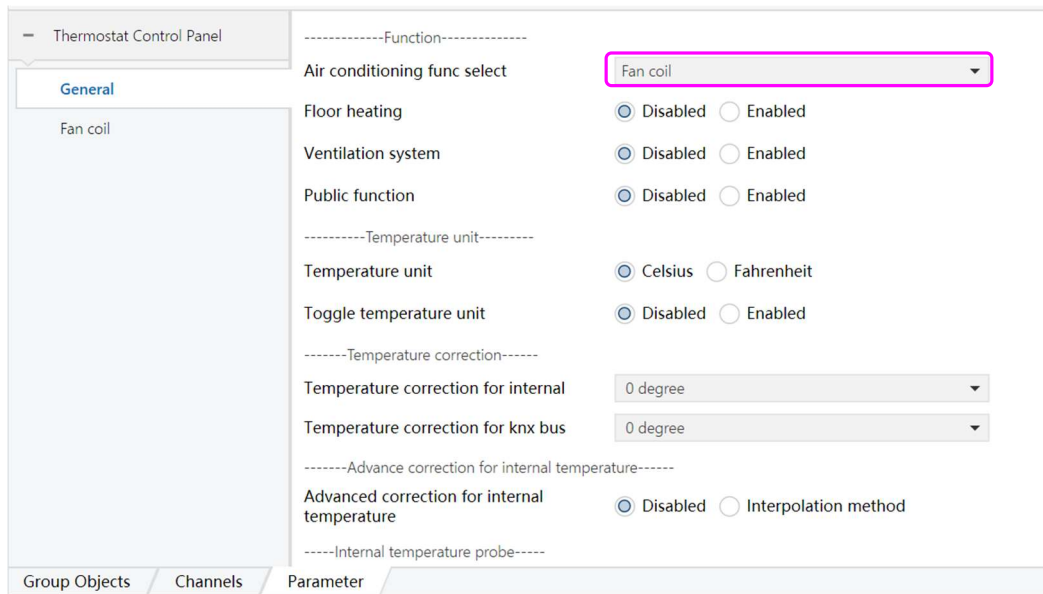 Thermostat Control Panel
General
Fan coil
-------------Function--------------
Air conditioning func select
Fan coil
Floor heating
Disabled Enabled
Ventilation system
Disabled Enabled
Public function
Disabled Enabled
----------Temperature unit---------
Temperature unit
Celsius Fahrenheit
Toggle temperature unit
Disabled Enabled
-------Temperature correction------
Temperature correction for internal
0 degree
Temperature correction for knx bus
0 degree
-------Advance correction for internal temperature------
Advanced correction for internal
temperature
Disabled Interpolation method
-----Internal temperature probe-----
Group Objects Channels Parameter